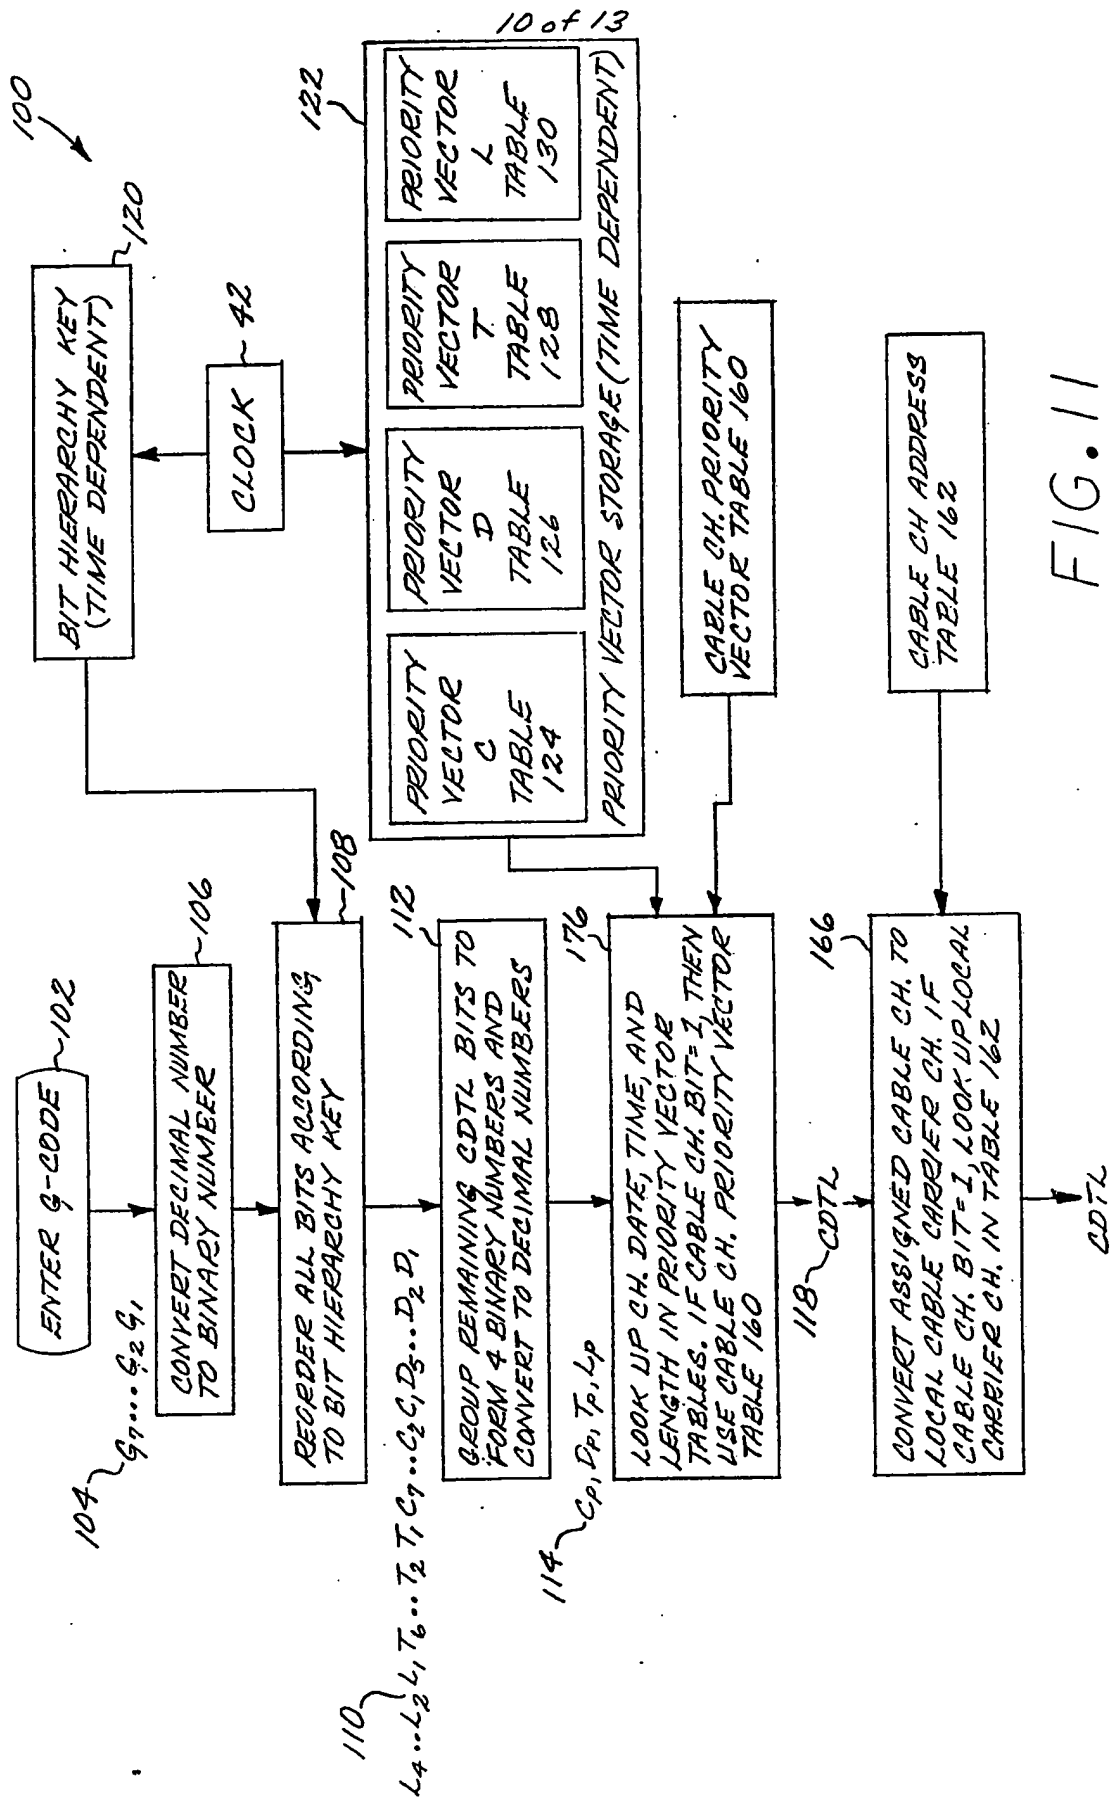 10 of 13
100
ENTER G-CODE
102
104
G7...G2 G1
CONVERT DECIMAL NUMBER
TO BINARY NUMBER
106
REORDER ALL BITS ACCORDING
TO BIT HIERARCHY KEY
108
110
L4..L2 L1 T6..T2 T1 C7..C2 C1 D5..D2 D1
GROUP REMAINING CDTL BITS TO
FORM 4 BINARY NUMBERS AND
CONVERT TO DECIMAL NUMBERS
112
114
Cp, Dp, Tp, Lp
LOOK UP CH. DATE, TIME, AND
LENGTH IN PRIORITY VECTOR
TABLES. IF CABLE CH. BIT=1, THEN
USE CABLE CH. PRIORITY VECTOR
TABLE 160
176
118
CDTL
CONVERT ASSIGNED CABLE CH. TO
LOCAL CABLE CARRIER CH. IF
CABLE CH. BIT=1, LOOK UP LOCAL
CARRIER CH. IN TABLE 162
166
CDTL
BIT HIERARCHY KEY
(TIME DEPENDENT)
120
CLOCK
42
122
PRIORITY
VECTOR
C
TABLE
124
PRIORITY
VECTOR
D
TABLE
126
PRIORITY
VECTOR
T
TABLE
128
PRIORITY
VECTOR
L
TABLE
130
PRIORITY VECTOR STORAGE (TIME DEPENDENT)
CABLE CH. PRIORITY
VECTOR TABLE 160
CABLE CH ADDRESS
TABLE 162
FIG. 11